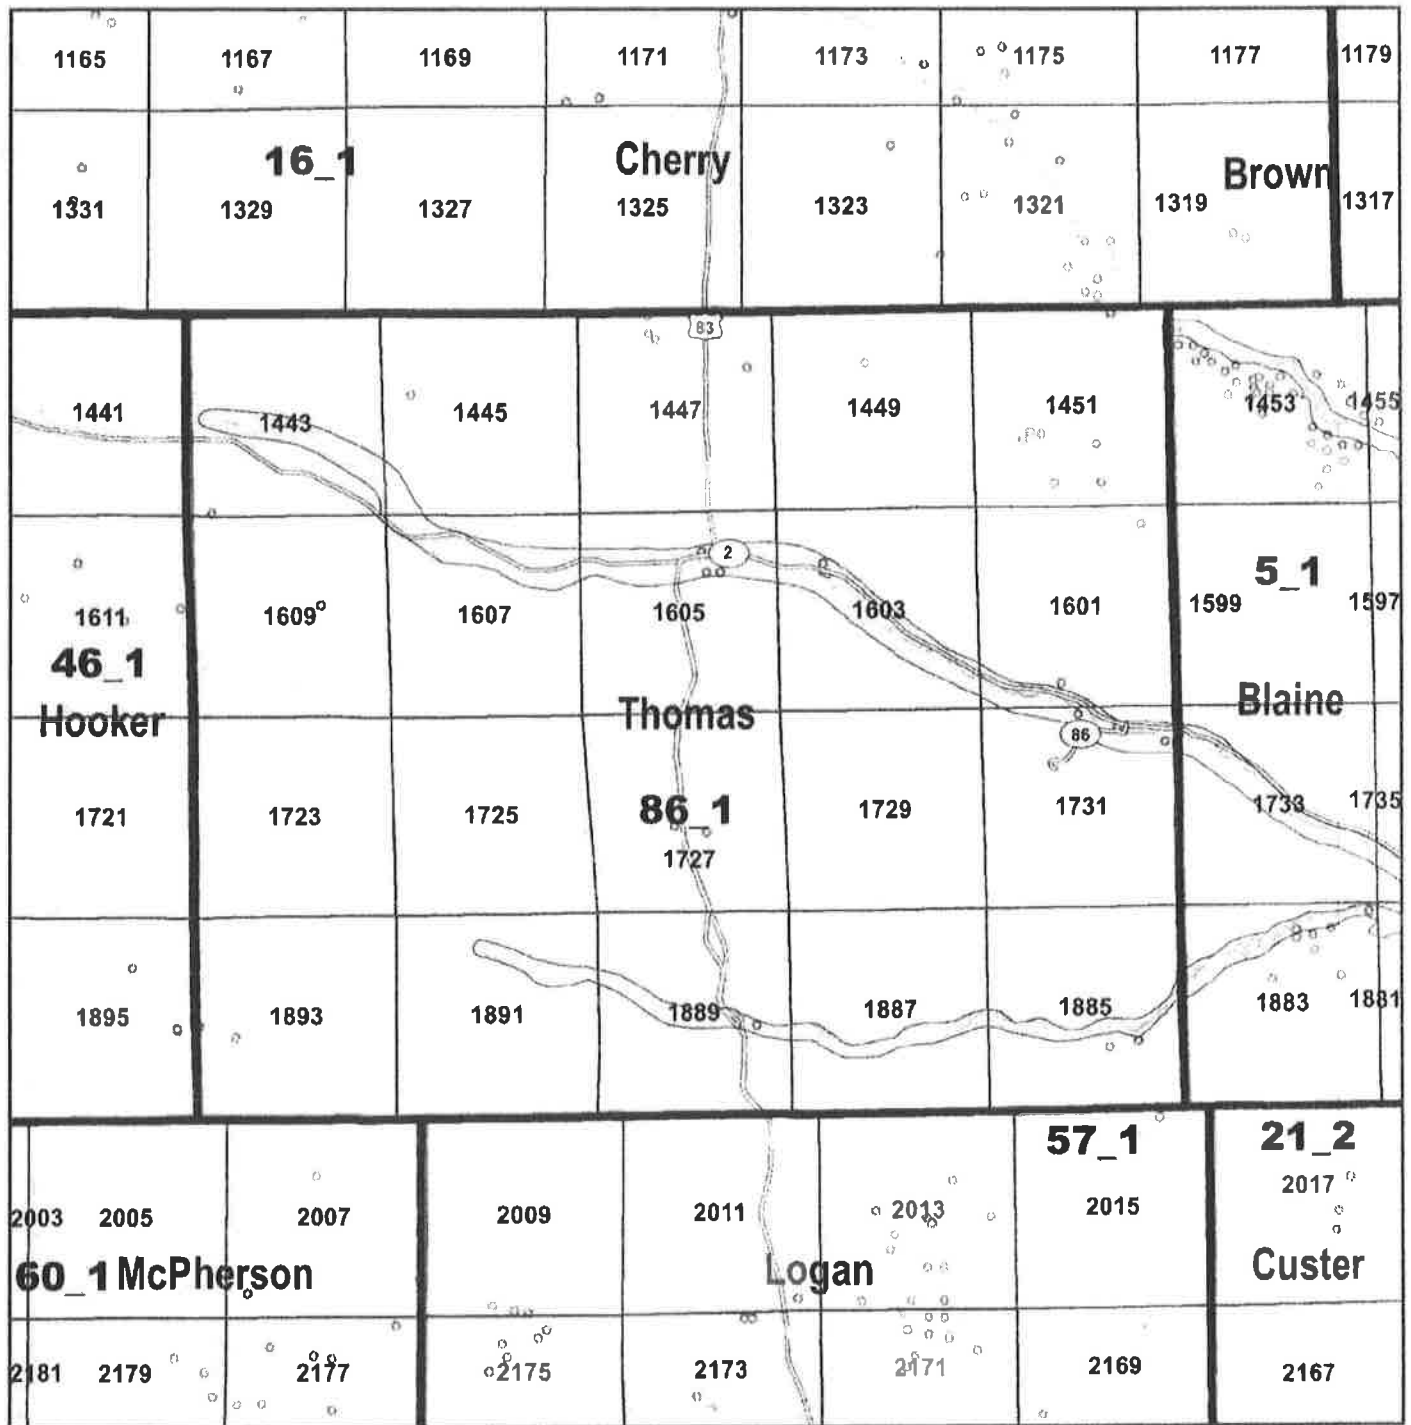 1165 1167 1169 1171 1173 1175 1177 1179
16_1 Cherry Brown
1331 1329 1327 1325 1323 1321 1319 1317
83
1441 1443 1445 1447 1449 1451 1453 1455
2
5_1
1611 1609 1607 1605 1603 1601 1599 1597
46_1
Hooker Thomas Blaine
86
1721 1723 1725 86_1 1729 1731 1733 1735
1727
1895 1893 1891 1889 1887 1885 1883 1881
57_1 21_2
2003 2005 2007 2009 2011 2013 2015 2017
60_1 McPherson Logan Custer
2181 2179 2177 2175 2173 2171 2169 2167